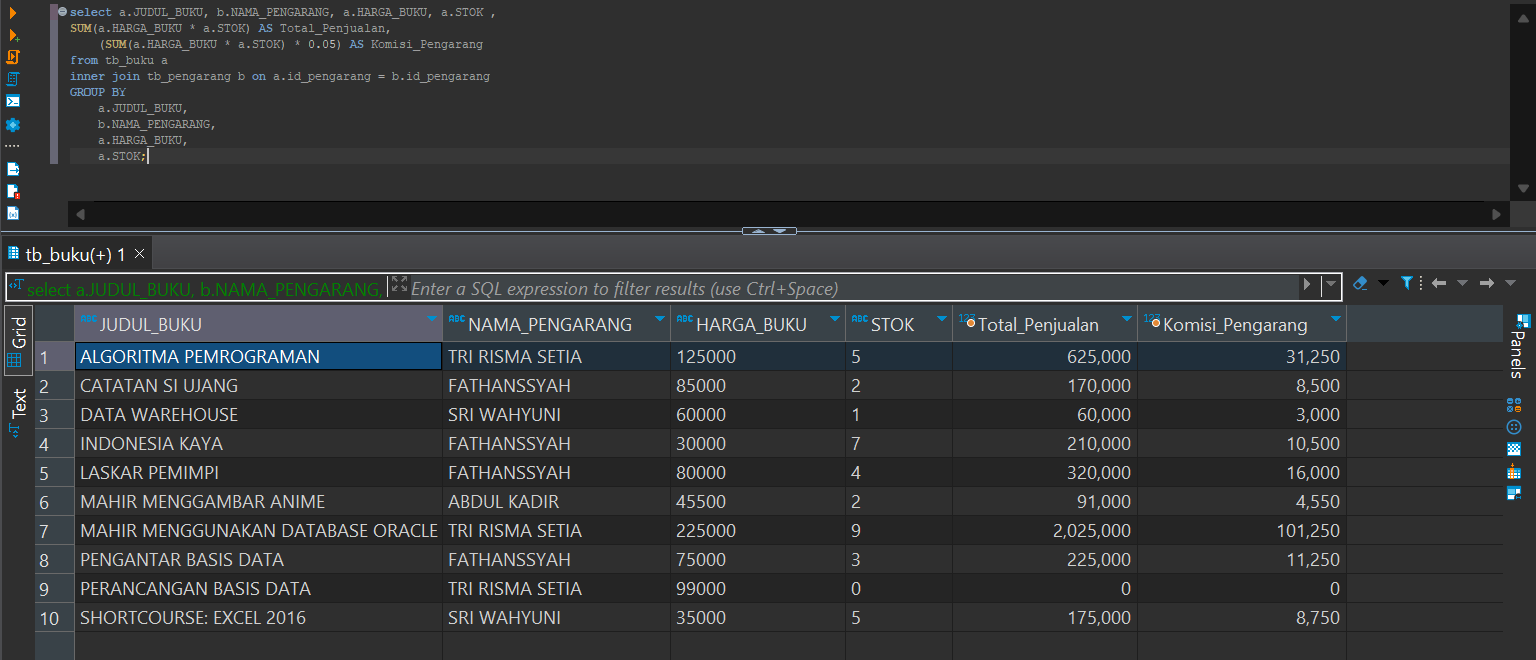 select a.JUDUL_BUKU, b.NAMA_PENGARANG, a.HARGA_BUKU, a.STOK ,
SUM(a.HARGA_BUKU * a.STOK) AS Total_Penjualan,
(SUM(a.HARGA_BUKU * a.STOK) * 0.05) AS Komisi_Pengarang
from tb_buku a
inner join tb_pengarang b on a.id_pengarang = b.id_pengarang
GROUP BY
a.JUDUL_BUKU,
b.NAMA_PENGARANG,
a.HARGA_BUKU,
a.STOK;
tb_buku(+) 1
select a.JUDUL_BUKU, b.NAMA_PENGARANG, Enter a SQL expression to filter results (use Ctrl+Space)
Grid
Text
Panels
ABC JUDUL_BUKU ABC NAMA_PENGARANG ABC HARGA_BUKU ABC STOK 123 Total_Penjualan 123 Komisi_Pengarang
1 ALGORITMA PEMROGRAMAN TRI RISMA SETIA 125000 5 625,000 31,250
2 CATATAN SI UJANG FATHANSSYAH 85000 2 170,000 8,500
3 DATA WAREHOUSE SRI WAHYUNI 60000 1 60,000 3,000
4 INDONESIA KAYA FATHANSSYAH 30000 7 210,000 10,500
5 LASKAR PEMIMPI FATHANSSYAH 80000 4 320,000 16,000
6 MAHIR MENGGAMBAR ANIME ABDUL KADIR 45500 2 91,000 4,550
7 MAHIR MENGGUNAKAN DATABASE ORACLE TRI RISMA SETIA 225000 9 2,025,000 101,250
8 PENGANTAR BASIS DATA FATHANSSYAH 75000 3 225,000 11,250
9 PERANCANGAN BASIS DATA TRI RISMA SETIA 99000 0 0 0
10 SHORTCOURSE: EXCEL 2016 SRI WAHYUNI 35000 5 175,000 8,750